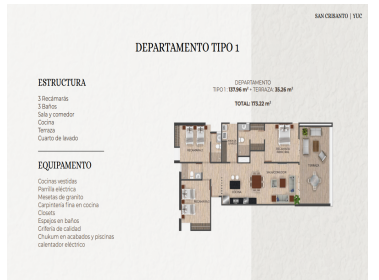 SAN CRISANTO | YUC
DEPARTAMENTO TIPO 1
ESTRUCTURA
3 Recámaras
3 Baños
Sala y comedor
Cocina
Terraza
Cuarto de lavado
DEPARTAMENTO
TIPO 1: 137.96 m² + TERRAZA: 35.26 m²
TOTAL: 173.22 m²
EQUIPAMENTO
Cocinas vestidas
Parrilla eléctrica
Mesetas de granito
Carpintería fina en cocina
Closets
Espejos en baños
Grifería de calidad
Chukum en acabados y piscinas
calentador eléctrico